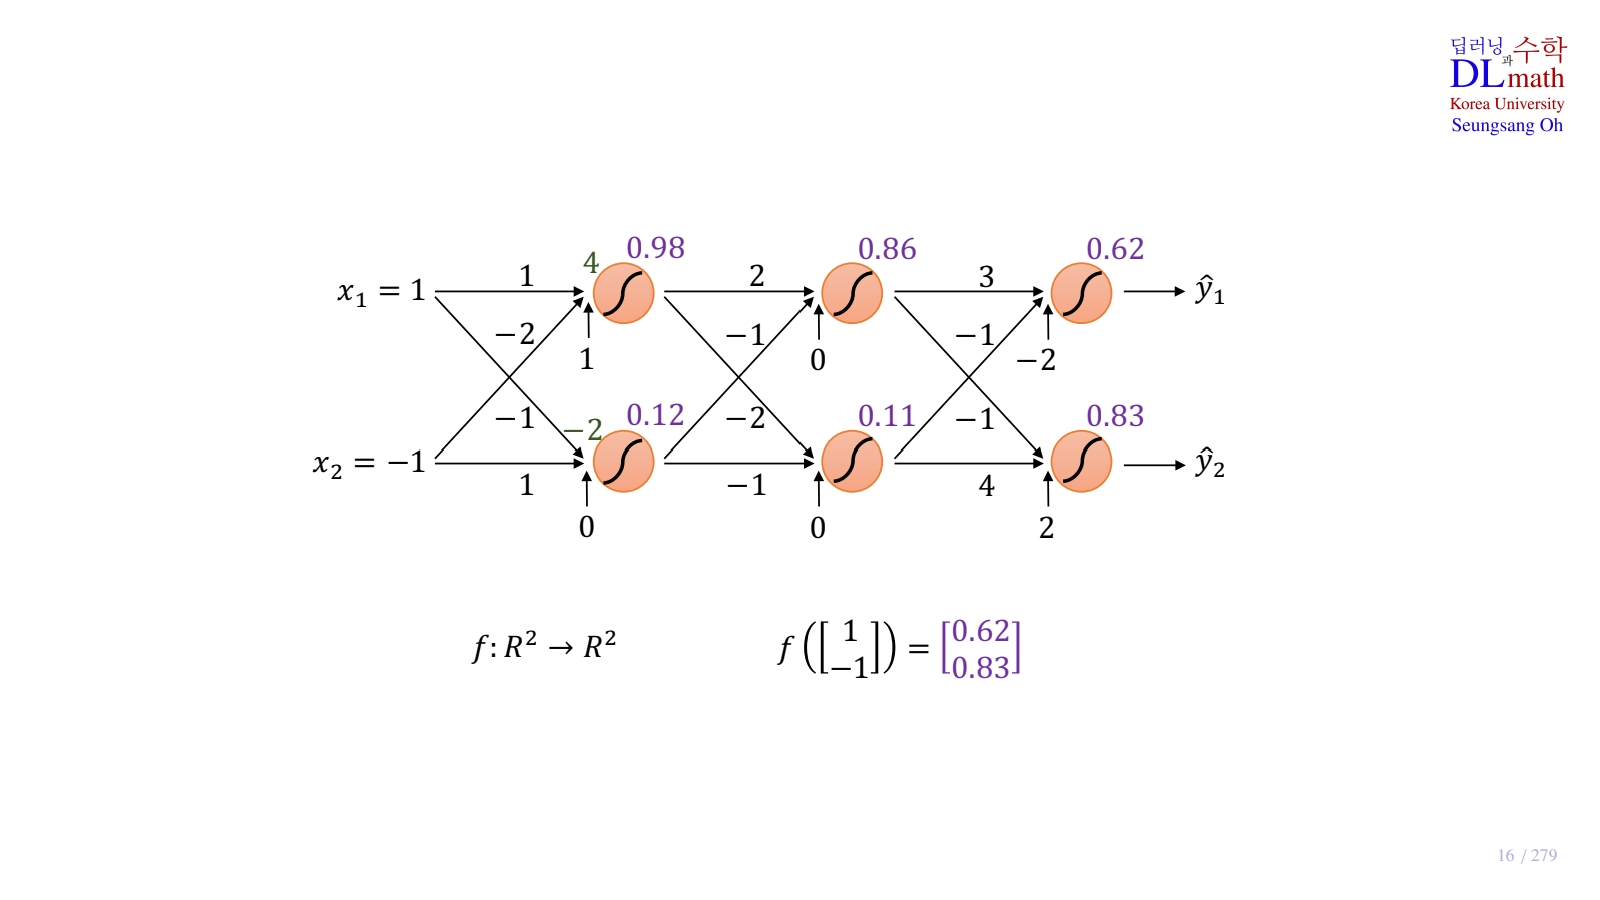 딥러닝과수학
DLmath
Korea University
Seungsang Oh
4 0.98 0.86 0.62
x₁ = 1 1 2 3 ŷ₁
−2 −1 −1
1 0 −2
−1 −2 −1
−2 0.12 0.11 0.83
x₂ = −1 1 −1 4 ŷ₂
0 0 2
f: R² → R² f([1 −1]) = [0.62 0.83]
16 / 279